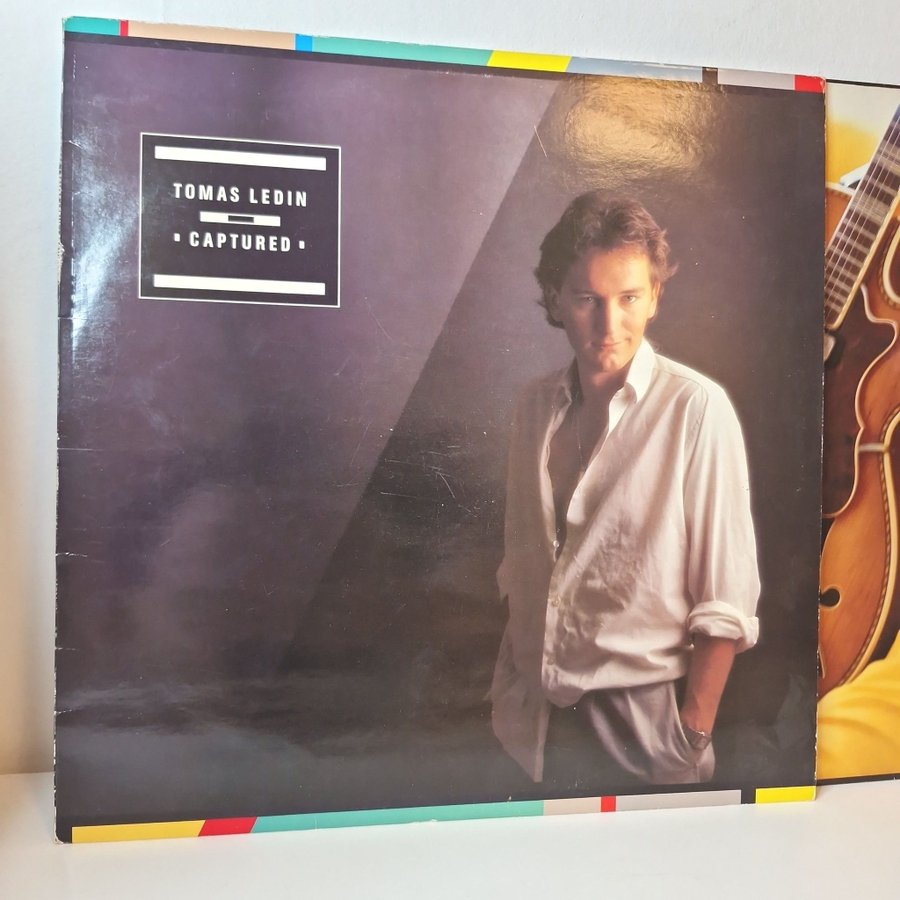 TOMAS LEDIN
▪ CAPTURED ▪